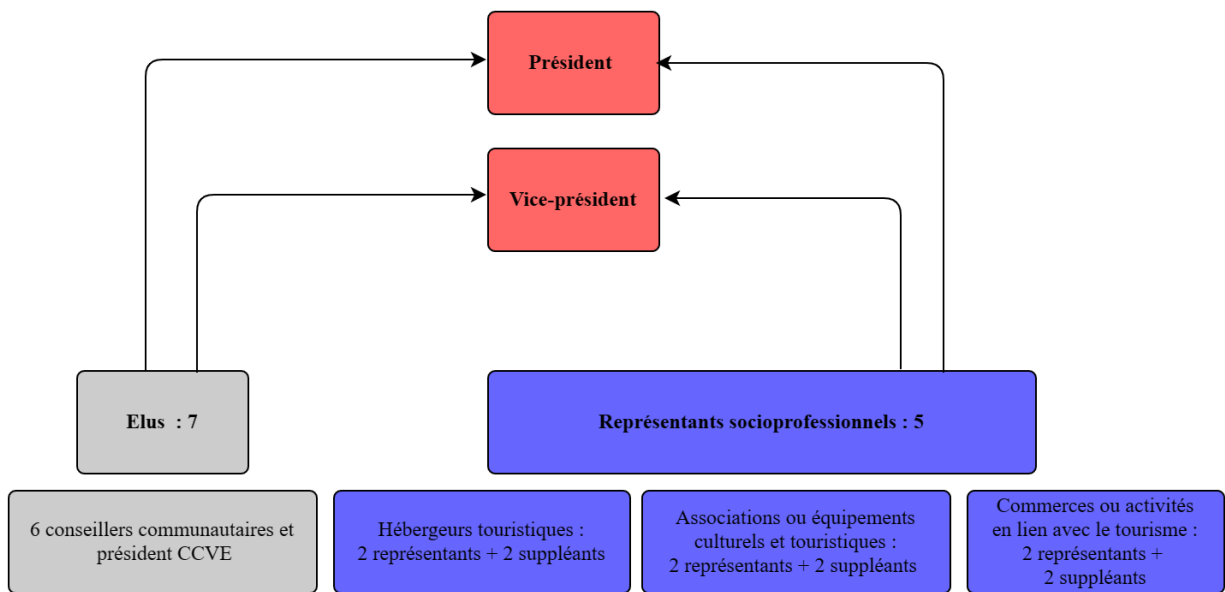 Président
Vice-président
Elus : 7
Représentants socioprofessionnels : 5
6 conseillers communautaires et
président CCVE
Hébergeurs touristiques :
2 représentants + 2 suppléants
Associations ou équipements
culturels et touristiques :
2 représentants + 2 suppléants
Commerces ou activités
en lien avec le tourisme :
2 représentants +
2 suppléants